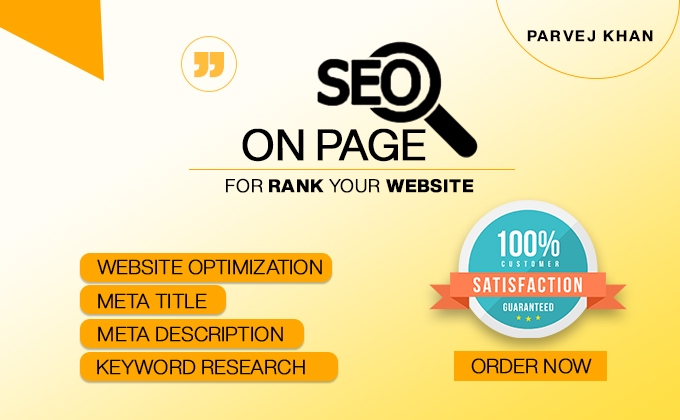 PARVEJ KHAN
SEO
ON PAGE
FOR RANK YOUR WEBSITE
WEBSITE OPTIMIZATION
META TITLE
META DESCRIPTION
KEYWORD RESEARCH
100%
CUSTOMER
SATISFACTION
GUARANTEED
ORDER NOW